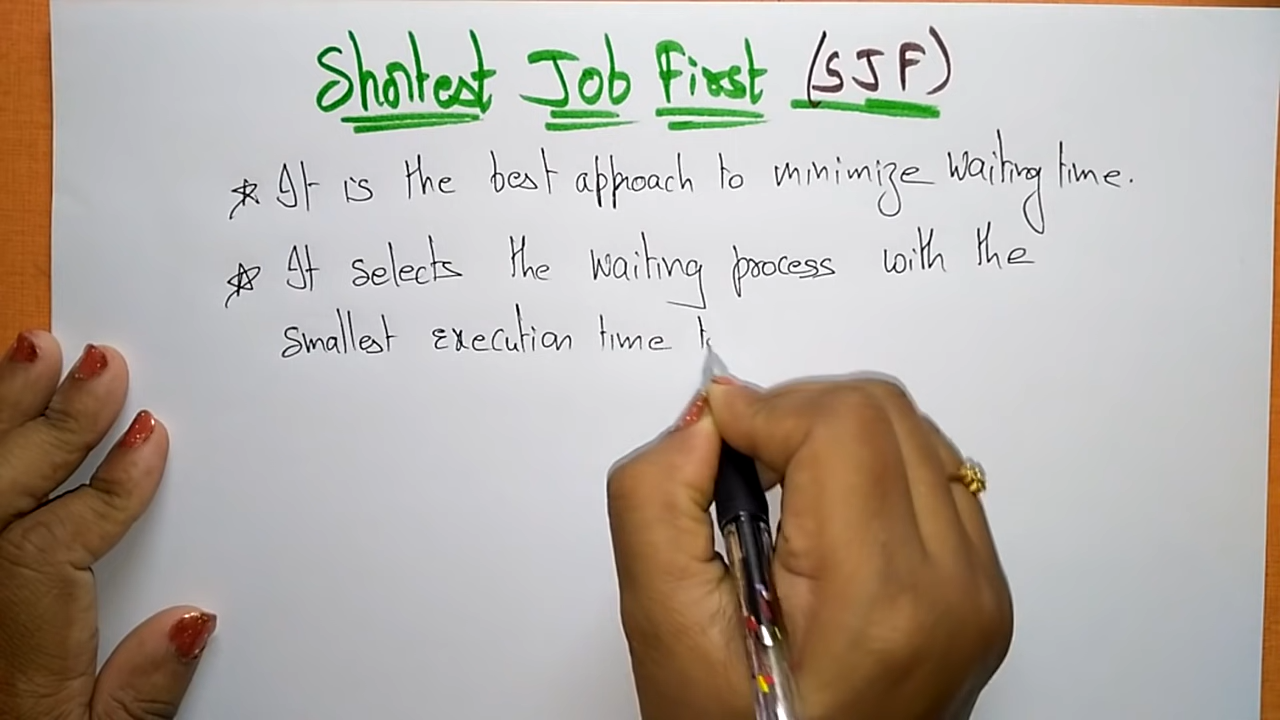 Shortest Job First (SJF)
* It is the best approach to minimize waiting time.
* It selects the waiting process with the
smallest execution time